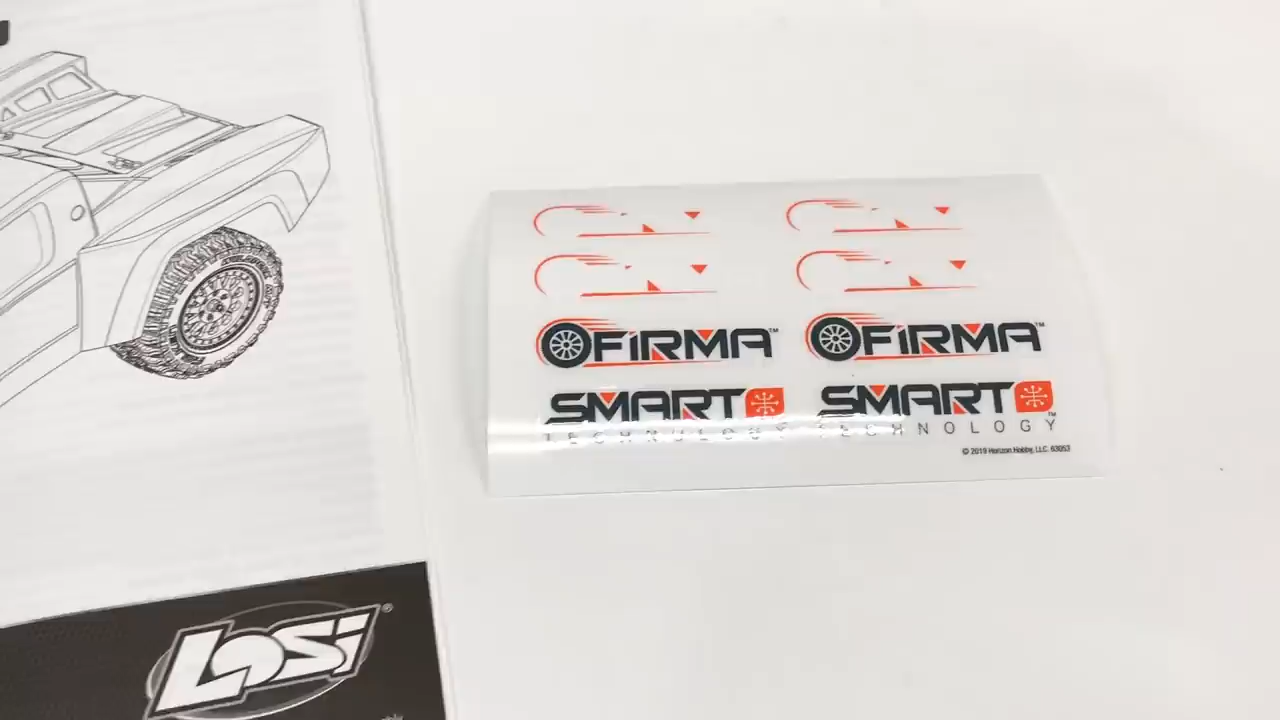 FiRMA™ FiRMA™
SMART SMART
TECHNOLOGY TECHNOLOGY™
© 2019 Horizon Hobby, LLC. 63053
LOSi®